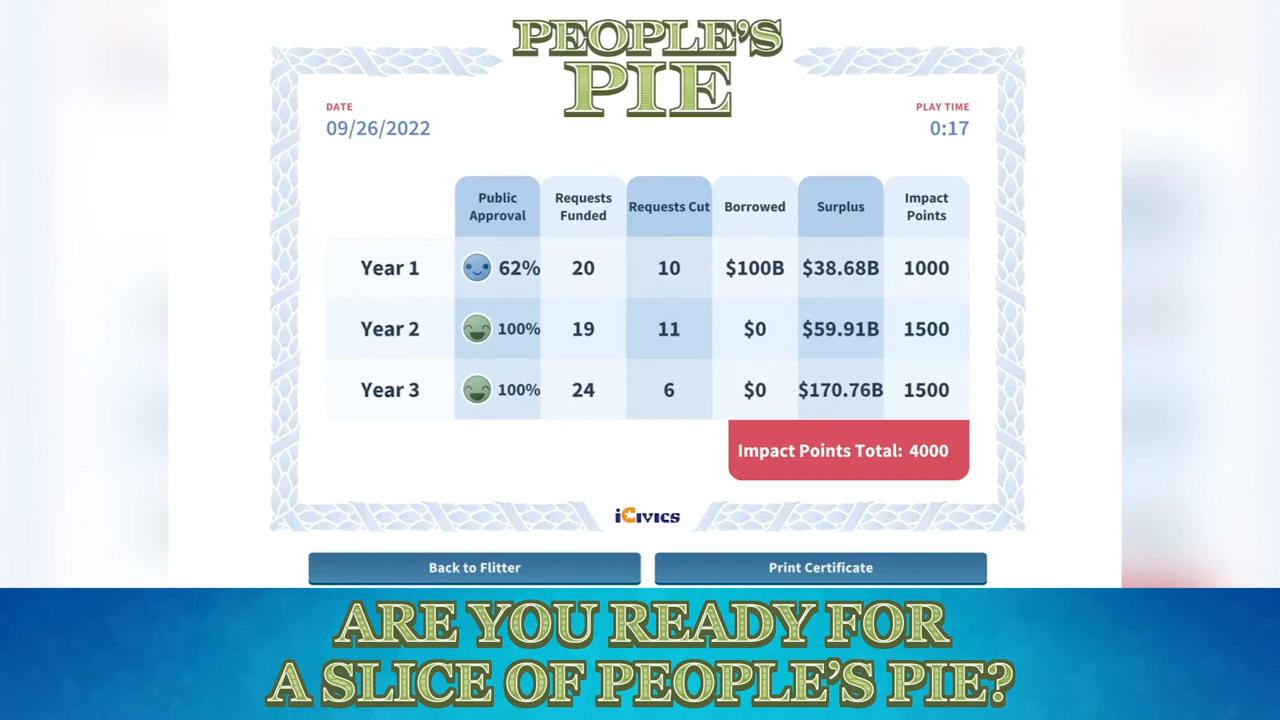 PEOPLE'S
PIE
DATE
09/26/2022
PLAY TIME
0:17
Public Approval Requests Funded Requests Cut Borrowed Surplus Impact Points
Year 1 62% 20 10 $100B $38.68B 1000
Year 2 100% 19 11 $0 $59.91B 1500
Year 3 100% 24 6 $0 $170.76B 1500
Impact Points Total: 4000
iCivics
Back to Flitter
Print Certificate
ARE YOU READY FOR
A SLICE OF PEOPLE'S PIE?